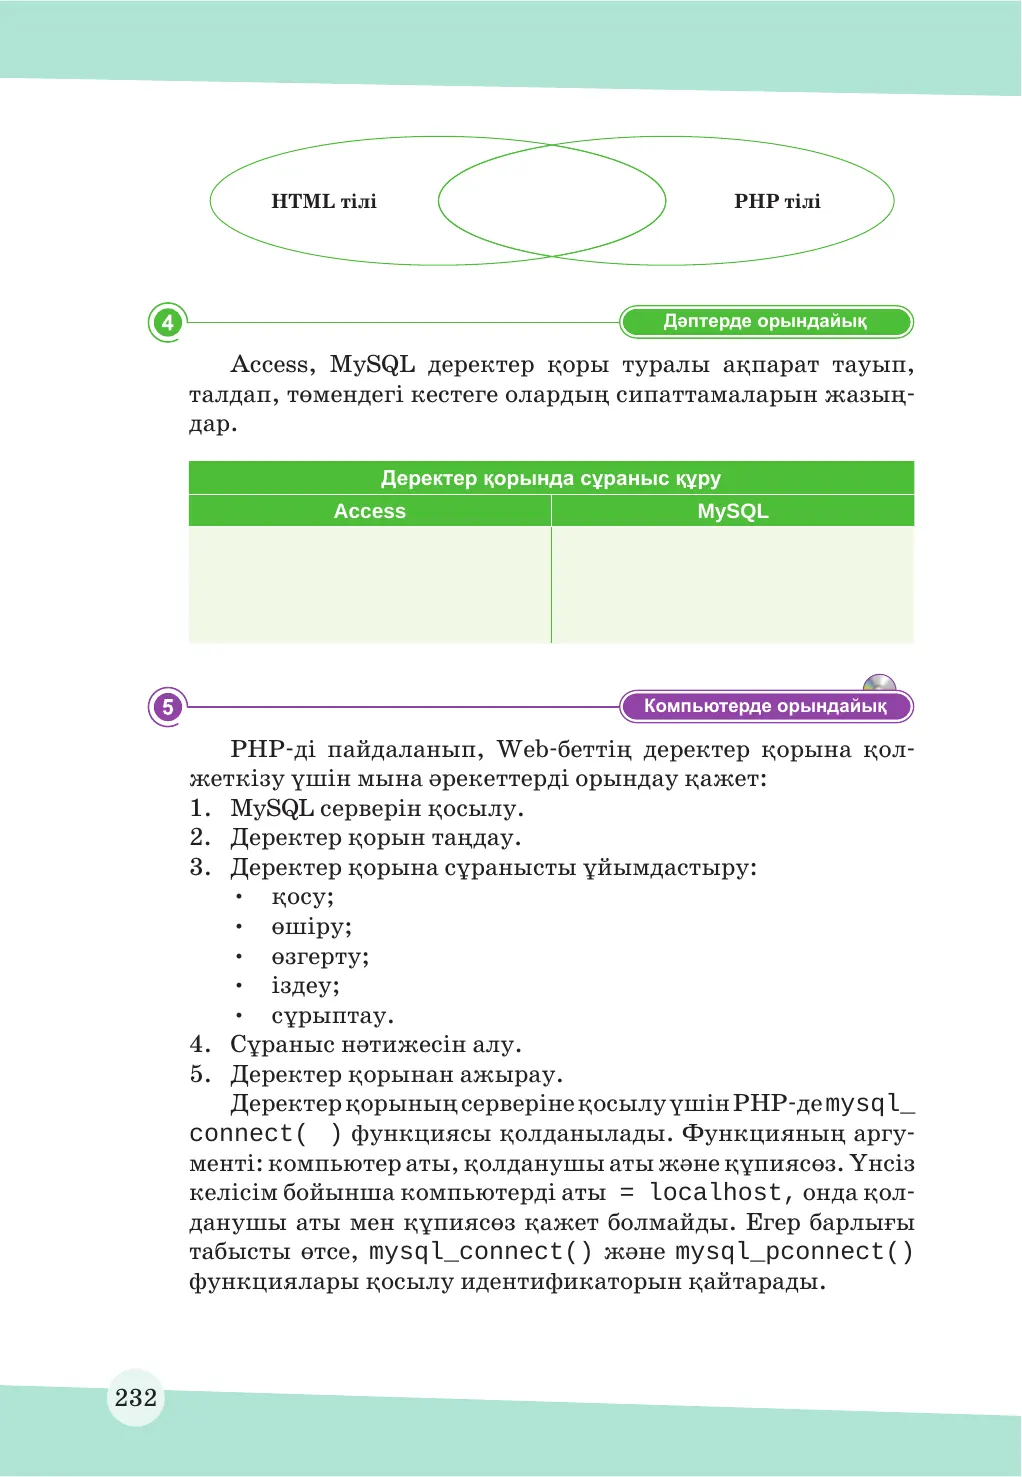 HTML тілі
PHP тілі
4
Дәптерде орындайық
Access, MySQL деректер қоры туралы ақпарат тауып,
талдап, төмендегі кестеге олардың сипаттамаларын жазың-
дар.
Деректер қорында сұраныс құру
Access
MySQL
5
Компьютерде орындайық
PHP-ді пайдаланып, Web-беттің деректер қорына қол-
жеткізу үшін мына әрекеттерді орындау қажет:
1. MySQL серверін қосылу.
2. Деректер қорын таңдау.
3. Деректер қорына сұранысты ұйымдастыру:
• қосу;
• өшіру;
• өзгерту;
• іздеу;
• сұрыптау.
4. Сұраныс нәтижесін алу.
5. Деректер қорынан ажырау.
Деректер қорының серверіне қосылу үшін PHP-де mysql_
connect( ) функциясы қолданылады. Функцияның аргу-
менті: компьютер аты, қолданушы аты және құпиясөз. Үнсіз
келісім бойынша компьютерді аты = localhost, онда қол-
данушы аты мен құпиясөз қажет болмайды. Егер барлығы
табысты өтсе, mysql_connect() және mysql_pconnect()
функциялары қосылу идентификаторын қайтарады.
232